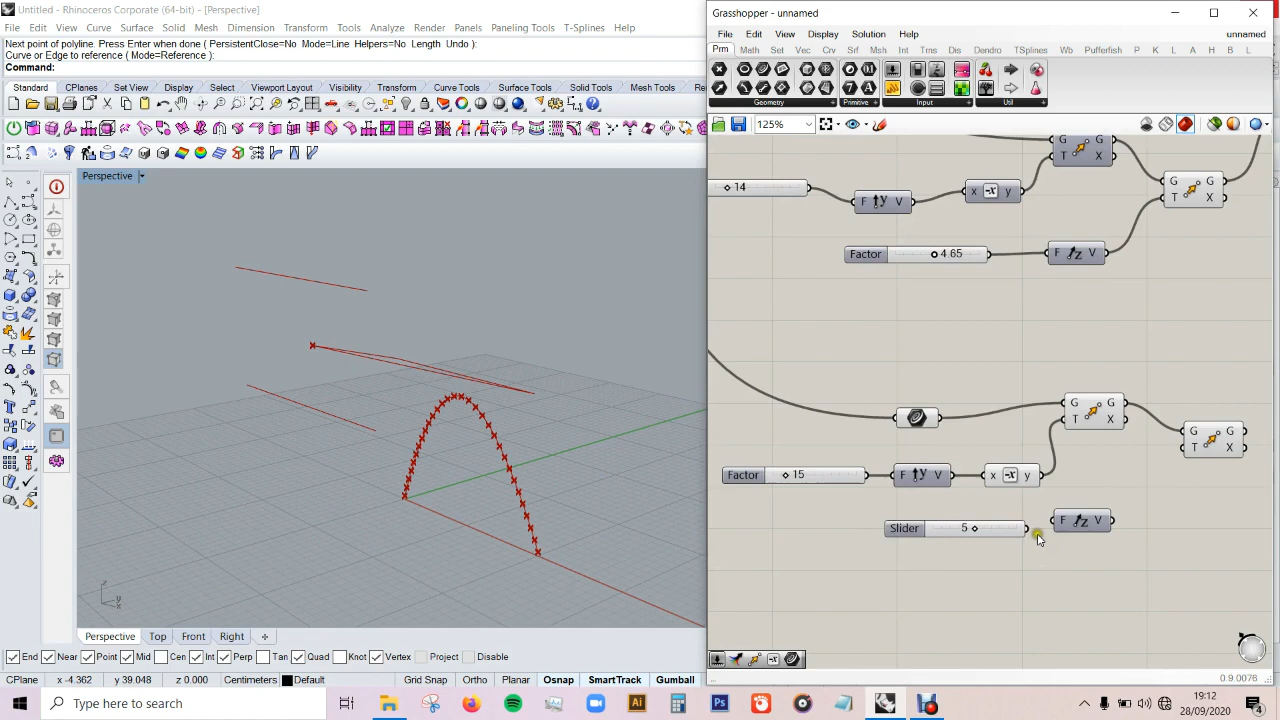 Untitled - Rhinoceros Corporate (64-bit) - [Perspective]
File Edit View Curve Surface Solid Mesh Dimension Transform Tools Analyze Render Panels Paneling Tools T-Splines
Next point of polyline. Press Enter when done ( PersistentClose=No Mode=Line Helpers=No Length Undo ):
Curve or Edge to reference ( Mode=Reference ):
Command:
Standard CPlanes Set View Display Select Viewport Layout Visibility Transform Curve Tools Surface Tools Solid Tools Mesh Tools Re
Perspective
z
y
x
Perspective Top Front Right
End Near Point Mid Cen Int Perp Tan Quad Knot Vertex Project Disable
CPlane x -4.362 y 39.048 z 0.000 Centimeters Default Grid Snap Ortho Planar Osnap SmartTrack Gumball
Grasshopper - unnamed
File Edit View Display Solution Help unnamed
Prm Math Sets Vec Crv Srf Msh Int Trns Dis Dendro TSplines Wb Pufferfish P K L A H B L
Geometry Primitive Input Util
125%
G G
T X
14
F y V
x -x y
G G
T X
Factor 4.65
F z V
G G
T X
G G
T X
Factor 15
F y V
x -x y
Slider 5
F z V
0.9.0076
Type here to search
Ai
Ps
19:12
28/09/2020
4